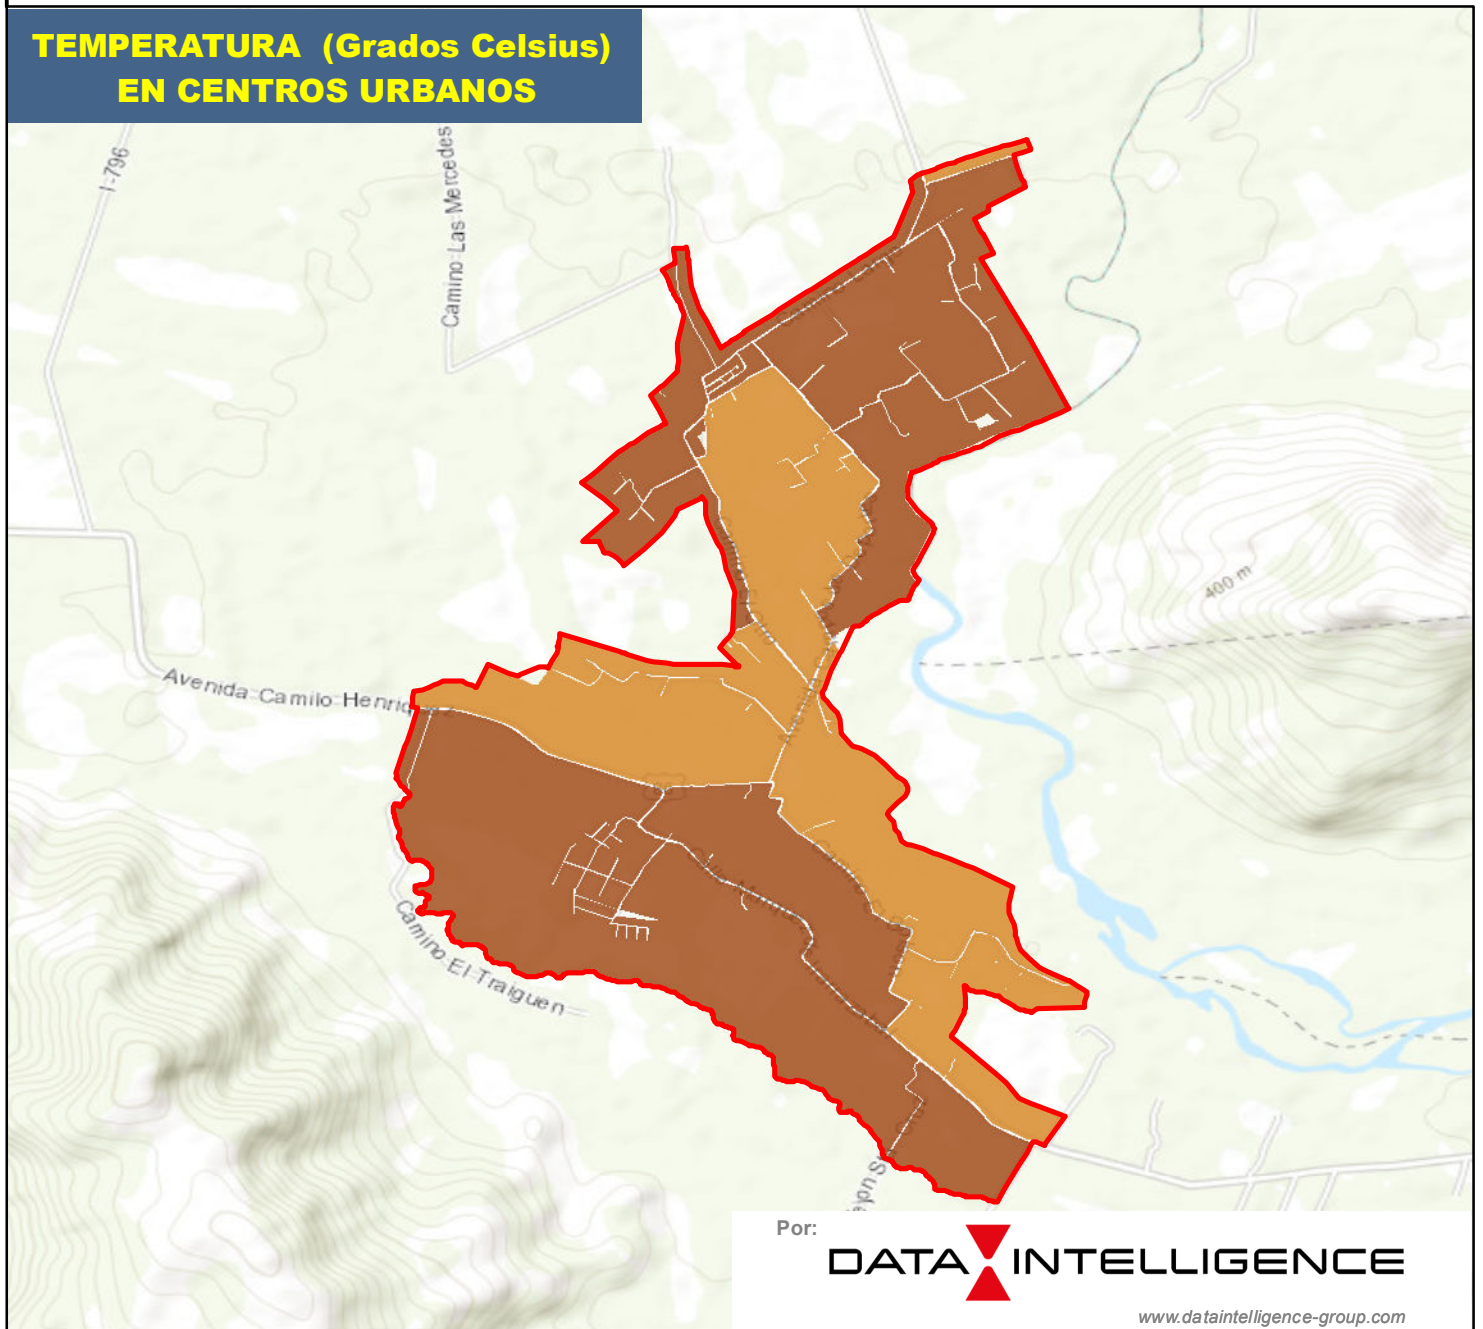 TEMPERATURA (Grados Celsius)
EN CENTROS URBANOS
I-796
Camino Las Mercedes
400 m
Avenida Camilo Henriq
Camino El Traiguen
Por:
DATA INTELLIGENCE
www.dataintelligence-group.com